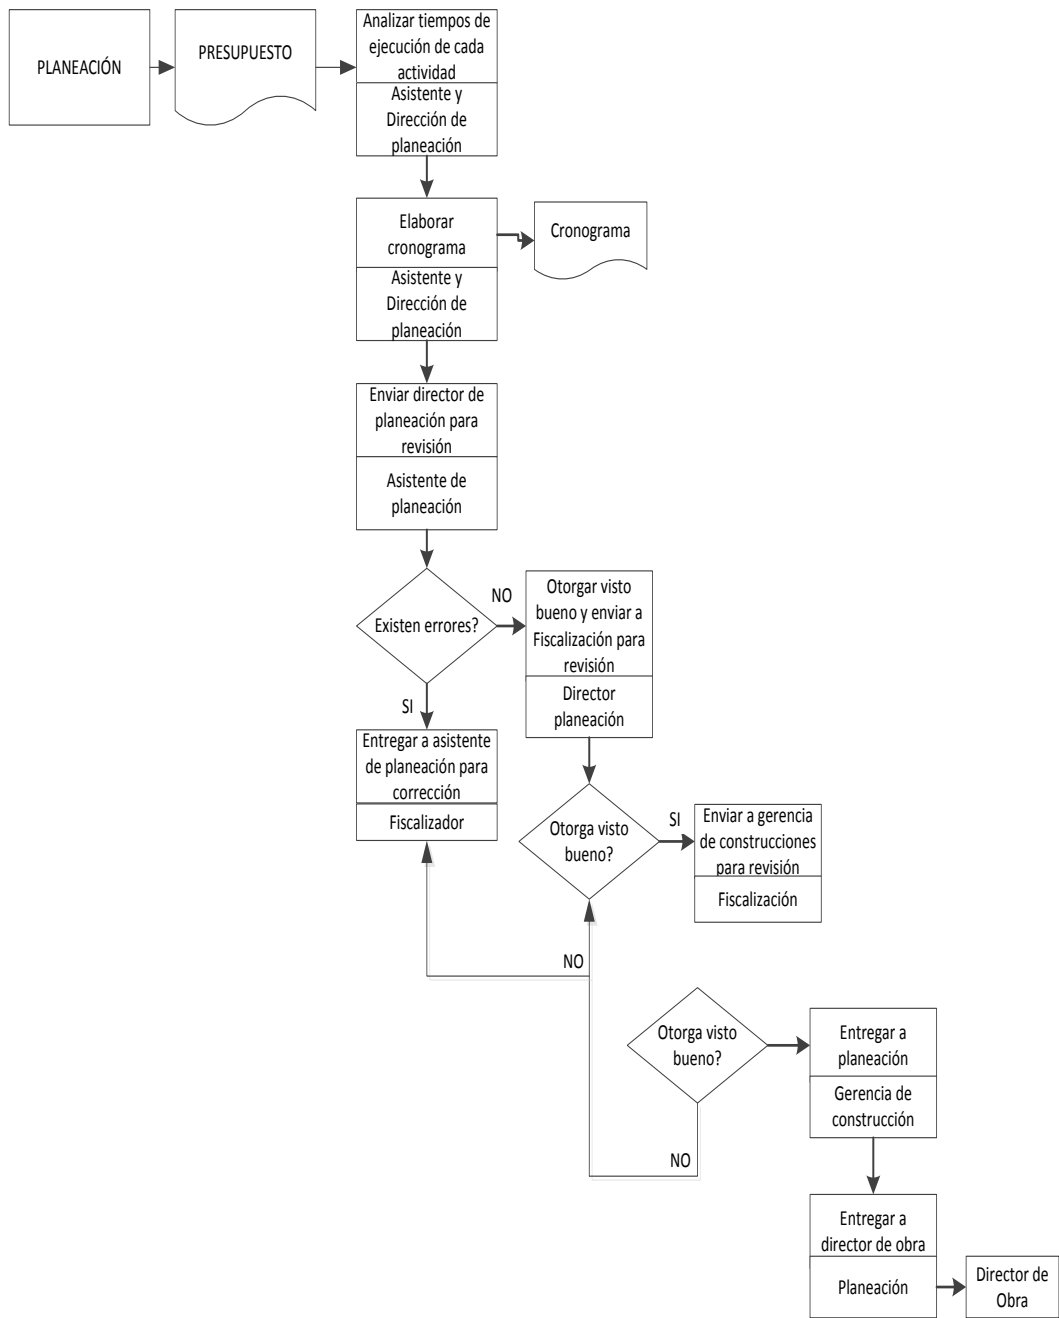 PLANEACIÓN
PRESUPUESTO
Analizar tiempos de
ejecución de cada
actividad
Asistente y
Dirección de
planeación
Elaborar
cronograma
Cronograma
Asistente y
Dirección de
planeación
Enviar director de
planeación para
revisión
Asistente de
planeación
Existen errores?
NO
Otorgar visto
bueno y enviar a
Fiscalización para
revisión
Director
planeación
SI
Entregar a asistente
de planeación para
corrección
Fiscalizador
Otorga visto
bueno?
SI
Enviar a gerencia
de construcciones
para revisión
Fiscalización
NO
Otorga visto
bueno?
Entregar a
planeación
Gerencia de
construcción
NO
Entregar a
director de obra
Planeación
Director de
Obra